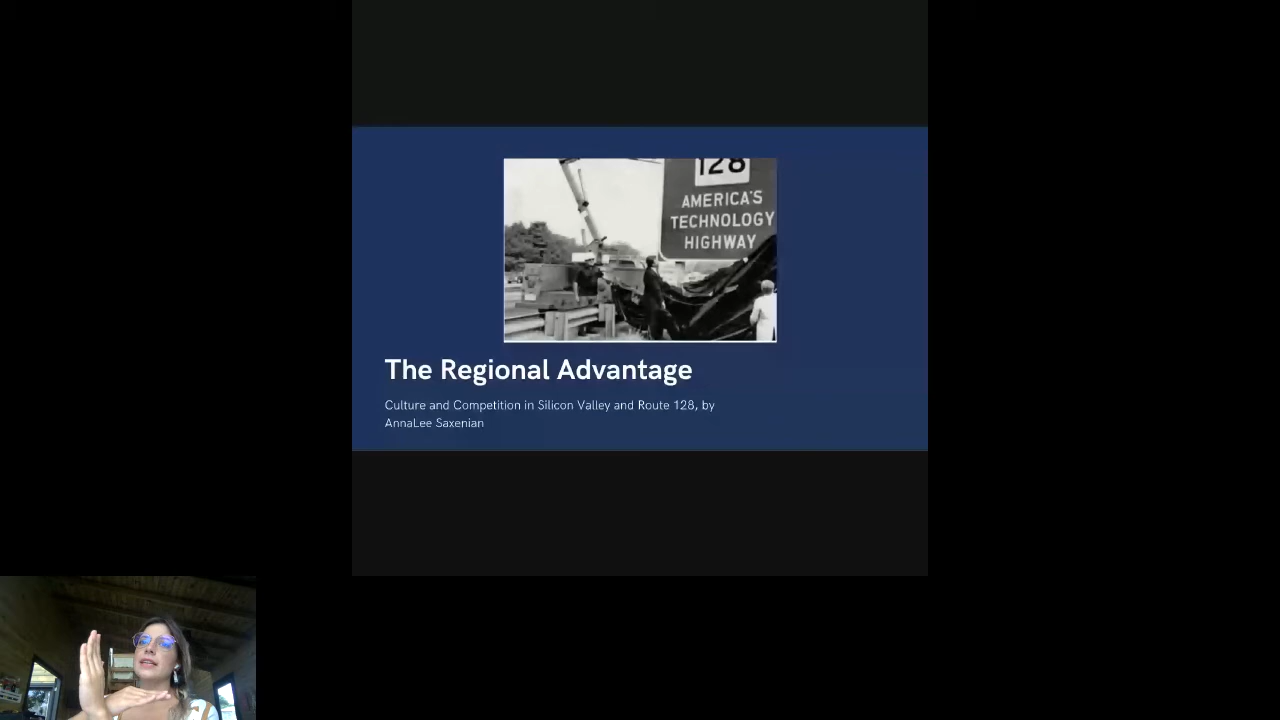 128
AMERICA'S
TECHNOLOGY
HIGHWAY
The Regional Advantage
Culture and Competition in Silicon Valley and Route 128, by
AnnaLee Saxenian